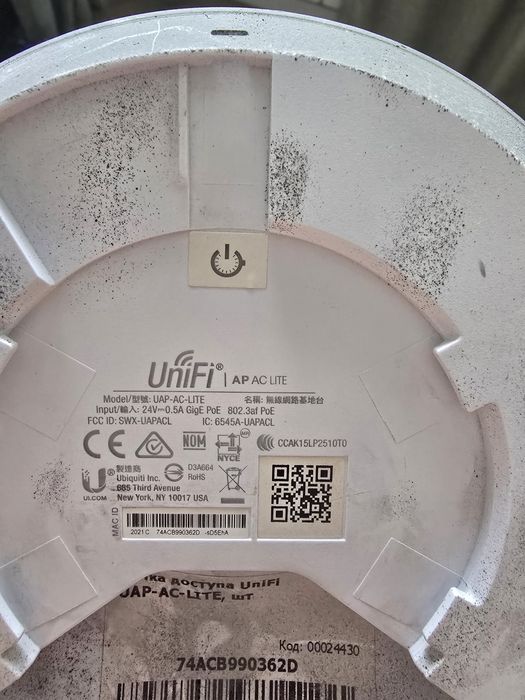 UniFi® | AP AC LITE
Model/型號: UAP-AC-LITE 名稱: 無線網路基地台
Input/輸入: 24V⎓0.5A GigE PoE 802.3af PoE
FCC ID: SWX-UAPACL IC: 6545A-UAPACL
CE NOM NYCE CCAK15LP2510T0
製造商
Ubiquiti Inc.
685 Third Avenue
New York, NY 10017 USA
UI.COM
D3A664
RoHS
MAC ID
2021C 74ACB990362D
доступа UniFi
UAP-AC-LITE, шт
Код: 00024430
74ACB990362D